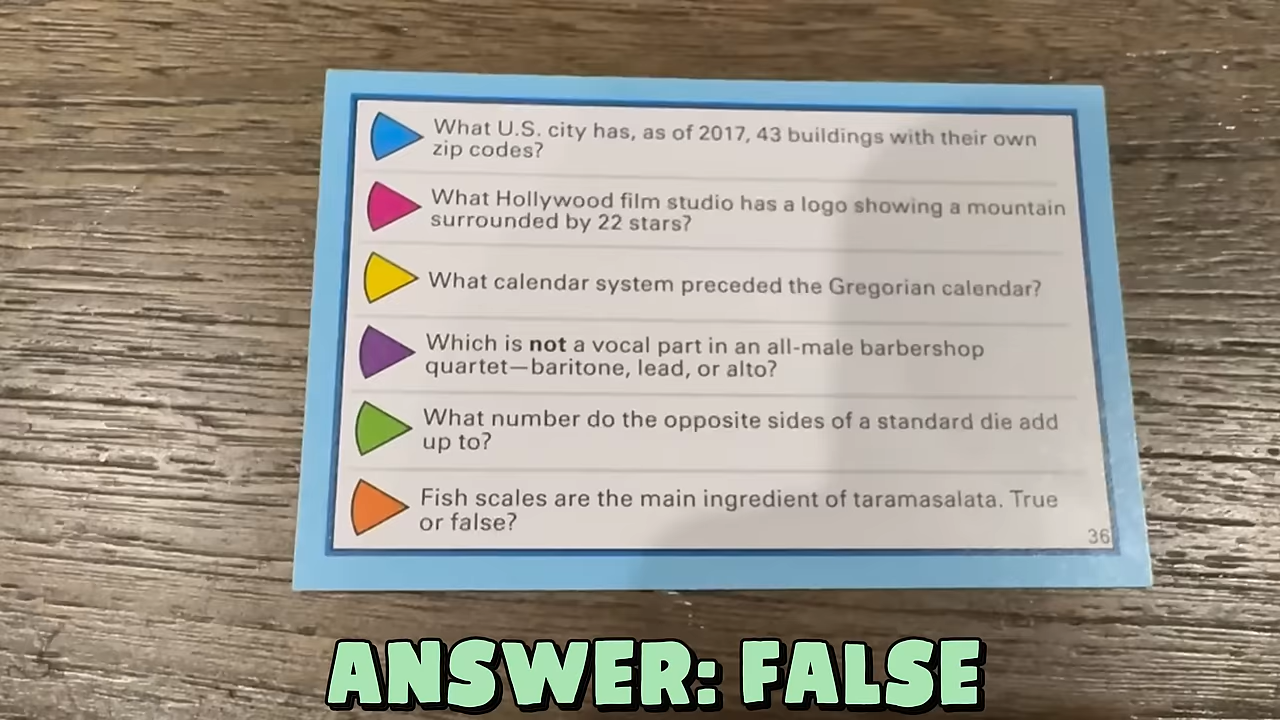 What U.S. city has, as of 2017, 43 buildings with their own
zip codes?
What Hollywood film studio has a logo showing a mountain
surrounded by 22 stars?
What calendar system preceded the Gregorian calendar?
Which is not a vocal part in an all-male barbershop
quartet—baritone, lead, or alto?
What number do the opposite sides of a standard die add
up to?
Fish scales are the main ingredient of taramasalata. True
or false?
36
ANSWER: FALSE